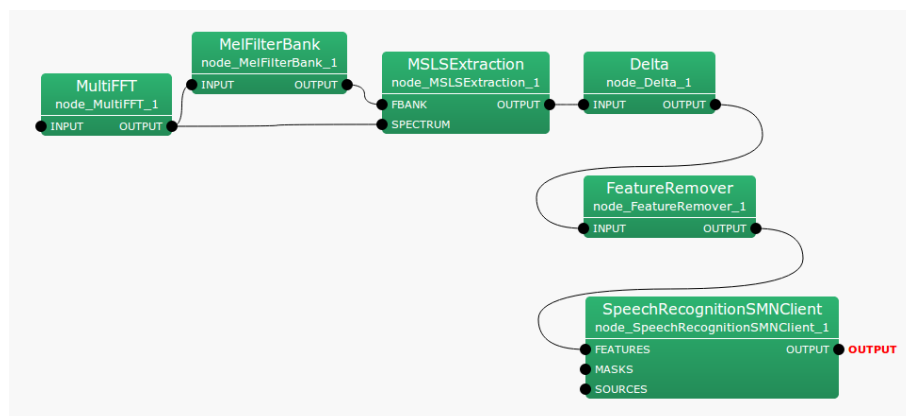 MultiFFT
node_MultiFFT_1
INPUT OUTPUT
MelFilterBank
node_MelFilterBank_1
INPUT OUTPUT
MSLSExtraction
node_MSLSExtraction_1
FBANK OUTPUT
SPECTRUM
Delta
node_Delta_1
INPUT OUTPUT
FeatureRemover
node_FeatureRemover_1
INPUT OUTPUT
SpeechRecognitionSMNClient
node_SpeechRecognitionSMNClient_1
FEATURES OUTPUT OUTPUT
MASKS
SOURCES